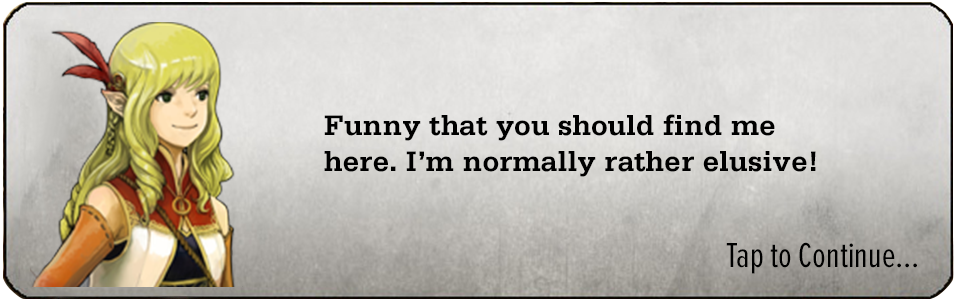 Funny that you should find me
here. I’m normally rather elusive!
Tap to Continue...